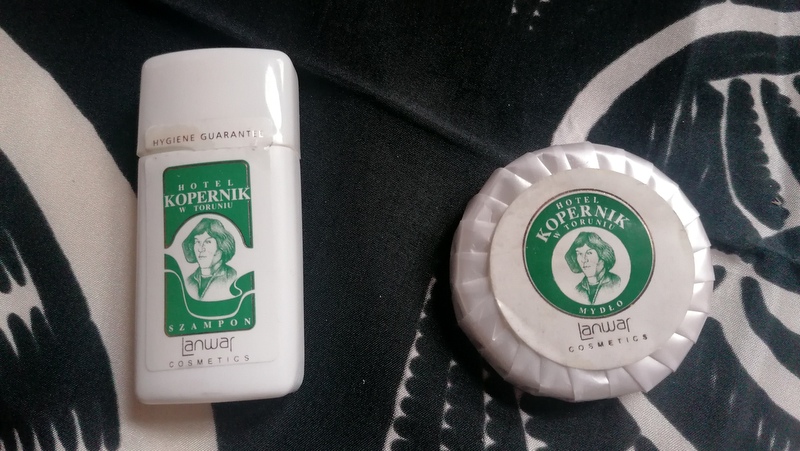 HYGIENE GUARANTEE
HOTEL
KOPERNIK
W TORUNIU
SZAMPON
Lanwar
COSMETICS
HOTEL
KOPERNIK
W TORUNIU
MYDŁO
Lanwar
COSMETICS